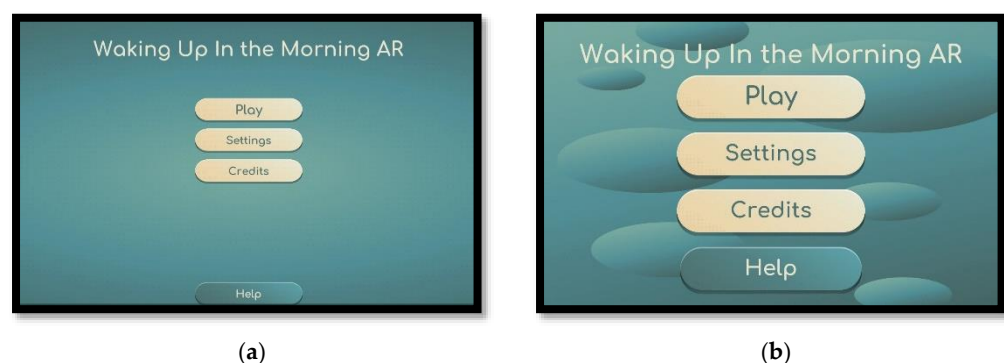 Waking Up In the Morning AR
Play
Settings
Credits
Help
(a)
Waking Up In the Morning AR
Play
Settings
Credits
Help
(b)